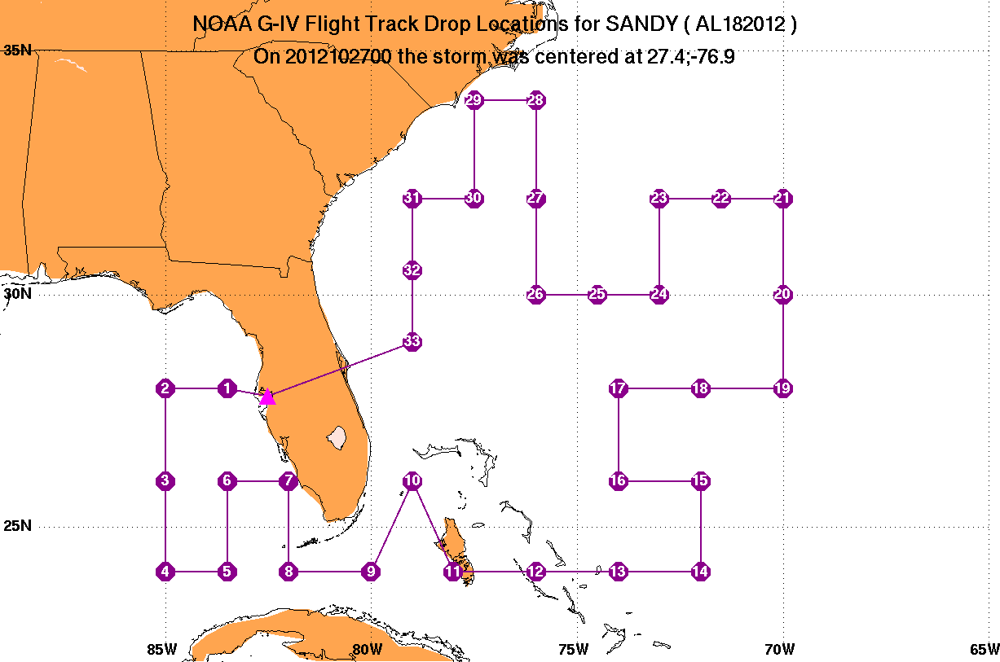 NOAA G-IV Flight Track Drop Locations for SANDY ( AL182012 )
35N
On 2012102700 the storm was centered at 27.4;-76.9
29 28
31 30 27 23 22 21
32
30N 26 25 24 20
33
2 1 17 18 19
3 6 7 10 16 15
25N
4 5 8 9 11 12 13 14
85W 80W 75W 70W 65W